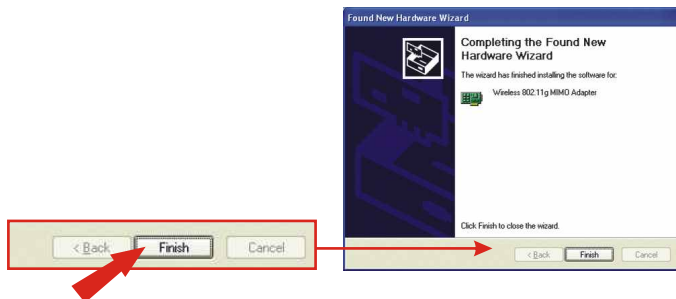 Found New Hardware Wizard
Completing the Found New
Hardware Wizard
The wizard has finished installing the software for:
Wireless 802.11g MIMO Adapter
Click Finish to close the wizard.
< Back Finish Cancel
< Back Finish Cancel